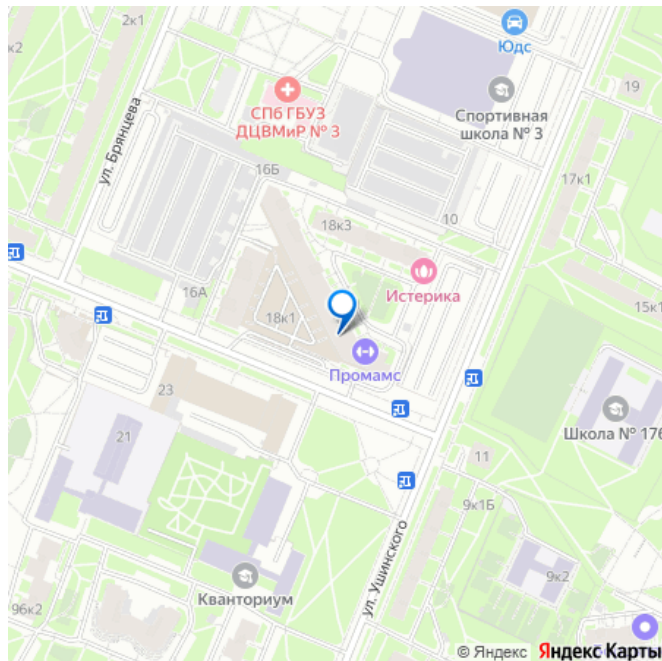 2к1
к2
ул. Брянцева
Юдс
19
СПб ГБУЗ
ДЦВМиР № 3
Спортивная
школа № 3
16Б
17к1
10
18к3
Истерика
16А
15к1
18к1
Промамс
23
21
Школа № 176
11
9к1Б
ул. Ушинского
9к2
Кванториум
96к2
© Яндекс Яндекс Карты